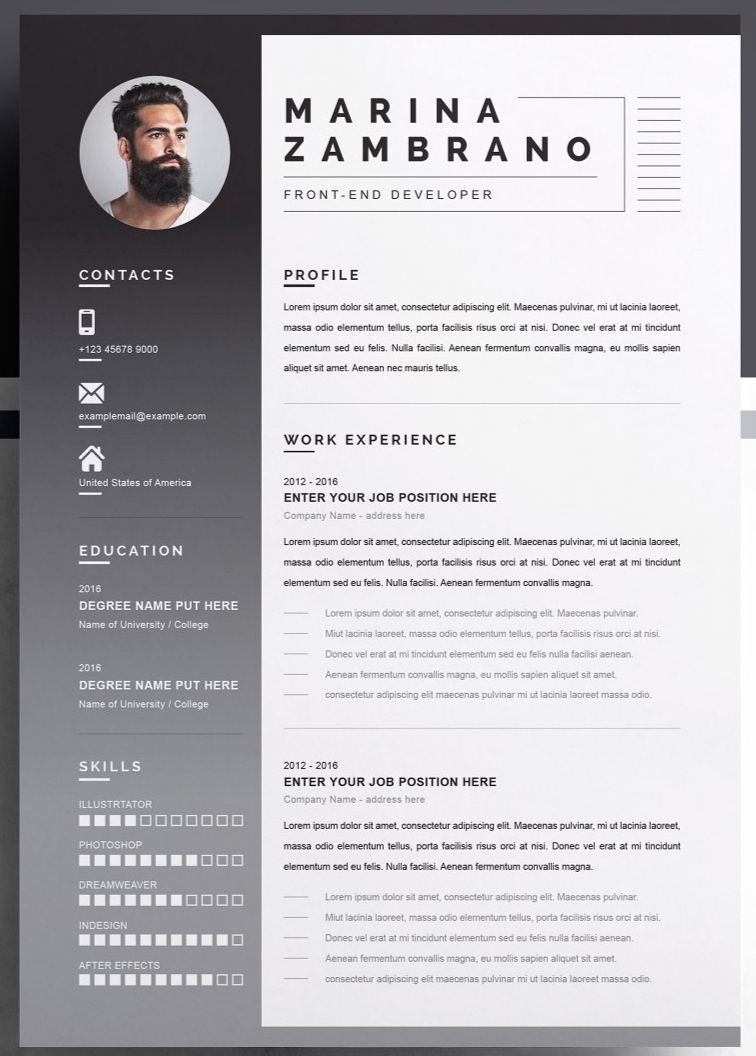 MARINA
ZAMBRANO
FRONT-END DEVELOPER
CONTACTS
+123 45678 9000
examplemail@example.com
United States of America
EDUCATION
2016
DEGREE NAME PUT HERE
Name of University / College
2016
DEGREE NAME PUT HERE
Name of University / College
SKILLS
ILLUSTRTATOR
PHOTOSHOP
DREAMWEAVER
INDESIGN
AFTER EFFECTS
PROFILE
Lorem ipsum dolor sit amet, consectetur adipiscing elit. Maecenas pulvinar, mi ut lacinia laoreet,
massa odio elementum tellus, porta facilisis risus orci at nisi. Donec vel erat at mi tincidunt
elementum sed eu felis. Nulla facilisi. Aenean fermentum convallis magna, eu mollis sapien
aliquet sit amet. Aenean nec mauris tellus.
WORK EXPERIENCE
2012 - 2016
ENTER YOUR JOB POSITION HERE
Company Name - address here
Lorem ipsum dolor sit amet, consectetur adipiscing elit. Maecenas pulvinar, mi ut lacinia laoreet,
massa odio elementum tellus, porta facilisis risus orci at nisi. Donec vel erat at mi tincidunt
elementum sed eu felis. Nulla facilisi. Aenean fermentum convallis magna.
Lorem ipsum dolor sit amet, consectetur adipiscing elit. Maecenas pulvinar.
Miut lacinia laoreet, massa odio elementum tellus, porta facilisis risus orci at nisi.
Donec vel erat at mi tincidunt elementum sed eu felis nulla facilisi aenean.
Aenean fermentum convallis magna, eu mollis sapien aliquet sit amet.
consectetur adipiscing elit maecenas pulvinar mi ut lacinia laoreet massa odio.
2012 - 2016
ENTER YOUR JOB POSITION HERE
Company Name - address here
Lorem ipsum dolor sit amet, consectetur adipiscing elit. Maecenas pulvinar, mi ut lacinia laoreet,
massa odio elementum tellus, porta facilisis risus orci at nisi. Donec vel erat at mi tincidunt
elementum sed eu felis. Nulla facilisi. Aenean fermentum convallis magna.
Lorem ipsum dolor sit amet, consectetur adipiscing elit. Maecenas pulvinar.
Miut lacinia laoreet, massa odio elementum tellus, porta facilisis risus orci at nisi.
Donec vel erat at mi tincidunt elementum sed eu felis nulla facilisi aenean.
Aenean fermentum convallis magna, eu mollis sapien aliquet sit amet.
consectetur adipiscing elit maecenas pulvinar mi ut lacinia laoreet massa odio.